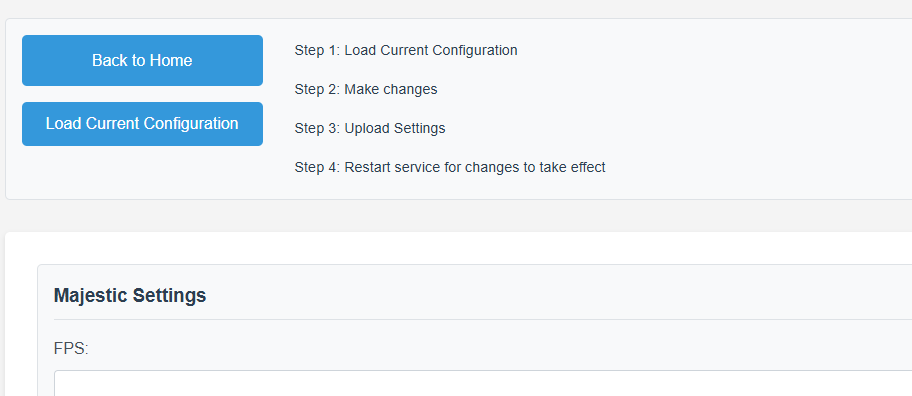 Back to Home
Load Current Configuration
Step 1: Load Current Configuration
Step 2: Make changes
Step 3: Upload Settings
Step 4: Restart service for changes to take effect
Majestic Settings
FPS: